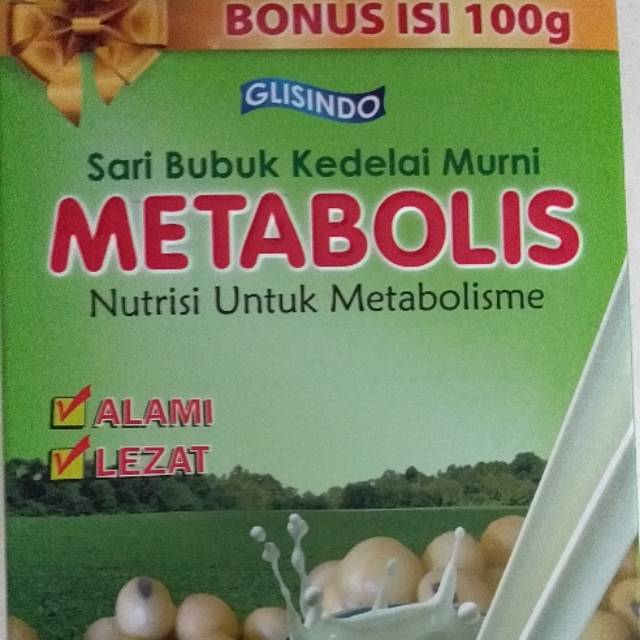 BONUS ISI 100g
GLISINDO
Sari Bubuk Kedelai Murni
METABOLIS
Nutrisi Untuk Metabolisme
ALAMI
LEZAT